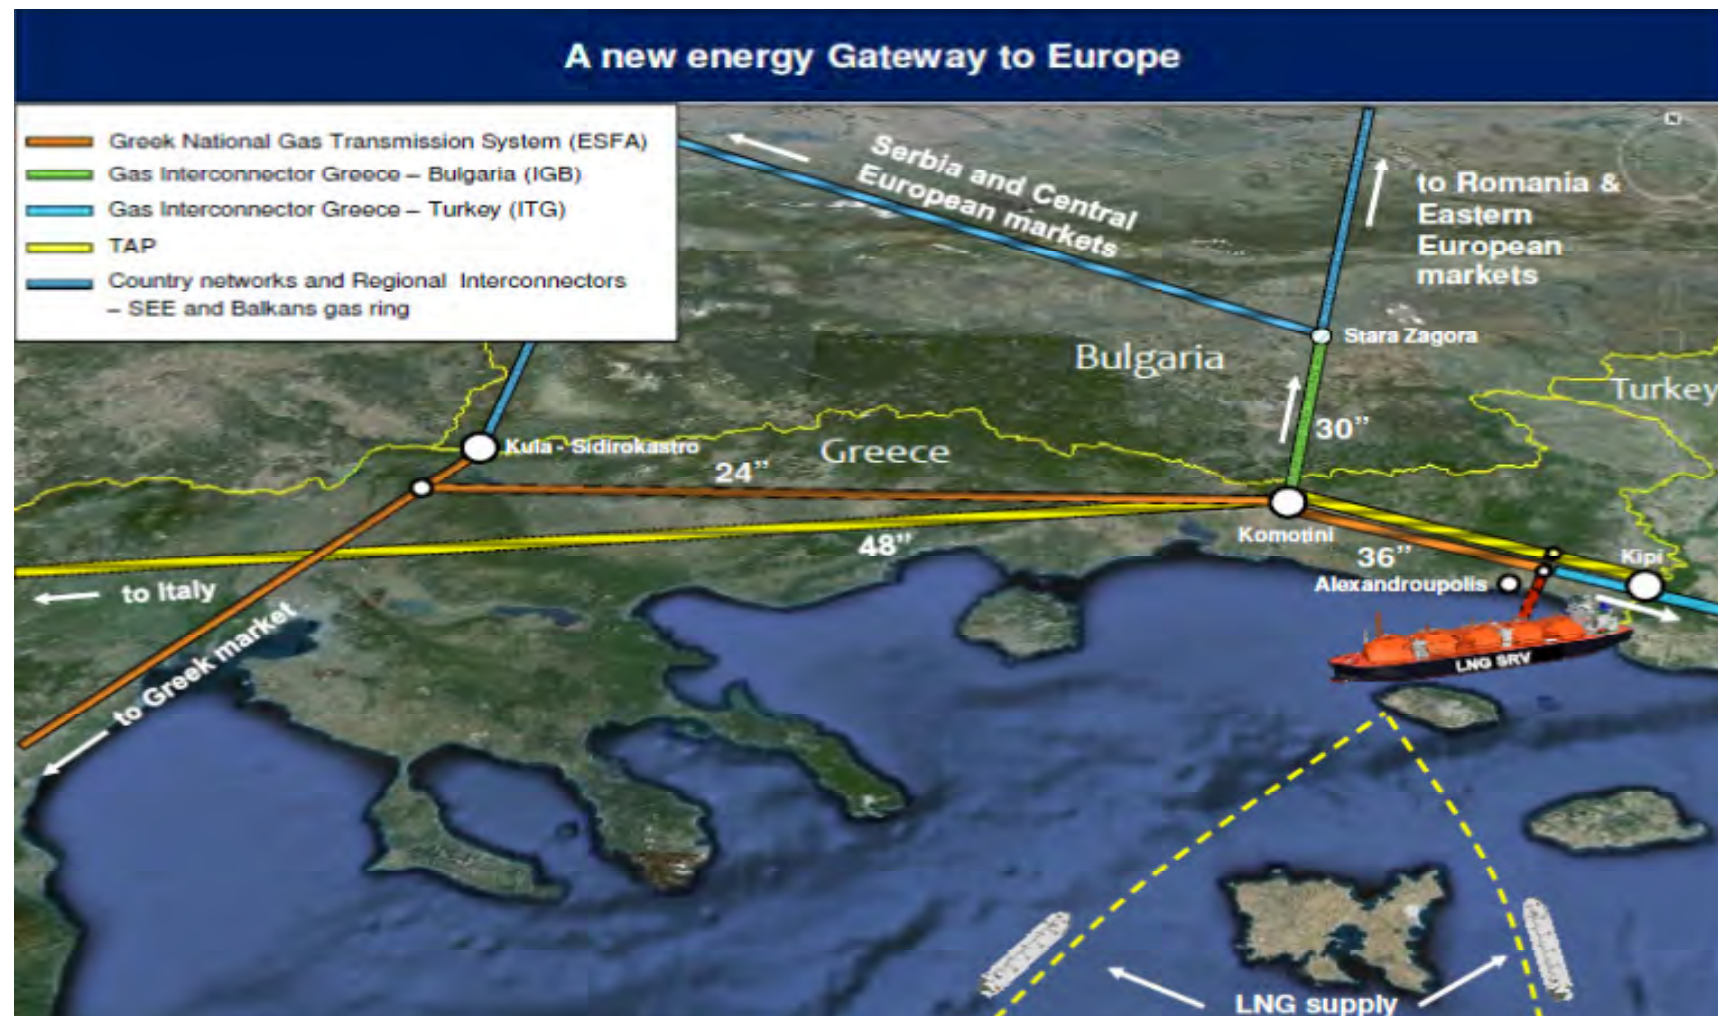 A new energy Gateway to Europe
Greek National Gas Transmission System (ESFA)
Gas Interconnector Greece – Bulgaria (IGB)
Gas Interconnector Greece – Turkey (ITG)
TAP
Country networks and Regional Interconnectors
– SEE and Balkans gas ring
N
Serbia and Central
European markets
to Romania &
Eastern
European
markets
Stara Zagora
Bulgaria
Turkey
30”
Kula - Sidirokastro
Greece
24”
Komotini
48”
36”
Kipi
Alexandroupolis
to Italy
to Greek market
LNG SRV
LNG supply